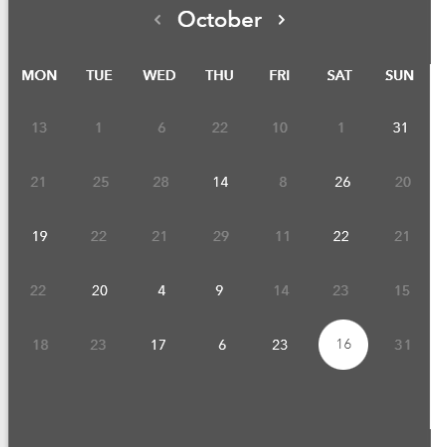 ‹ October ›
MON TUE WED THU FRI SAT SUN
13 1 6 22 10 1 31
21 25 28 14 8 26 20
19 22 21 29 11 22 21
22 20 4 9 14 23 15
18 23 17 6 23 16 31